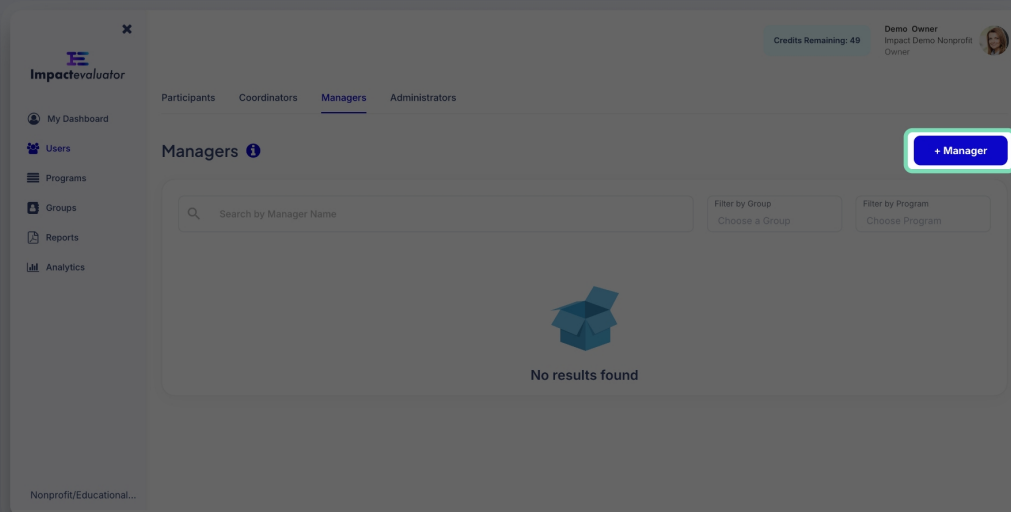 Credits Remaining: 49
Demo Owner
Impact Demo Nonprofit
Owner
Impactevaluator
Participants Coordinators Managers Administrators
My Dashboard
Users
Programs
Groups
Reports
Analytics
Managers
+ Manager
Search by Manager Name
Filter by Group
Choose a Group
Filter by Program
Choose Program
No results found
Nonprofit/Educational...